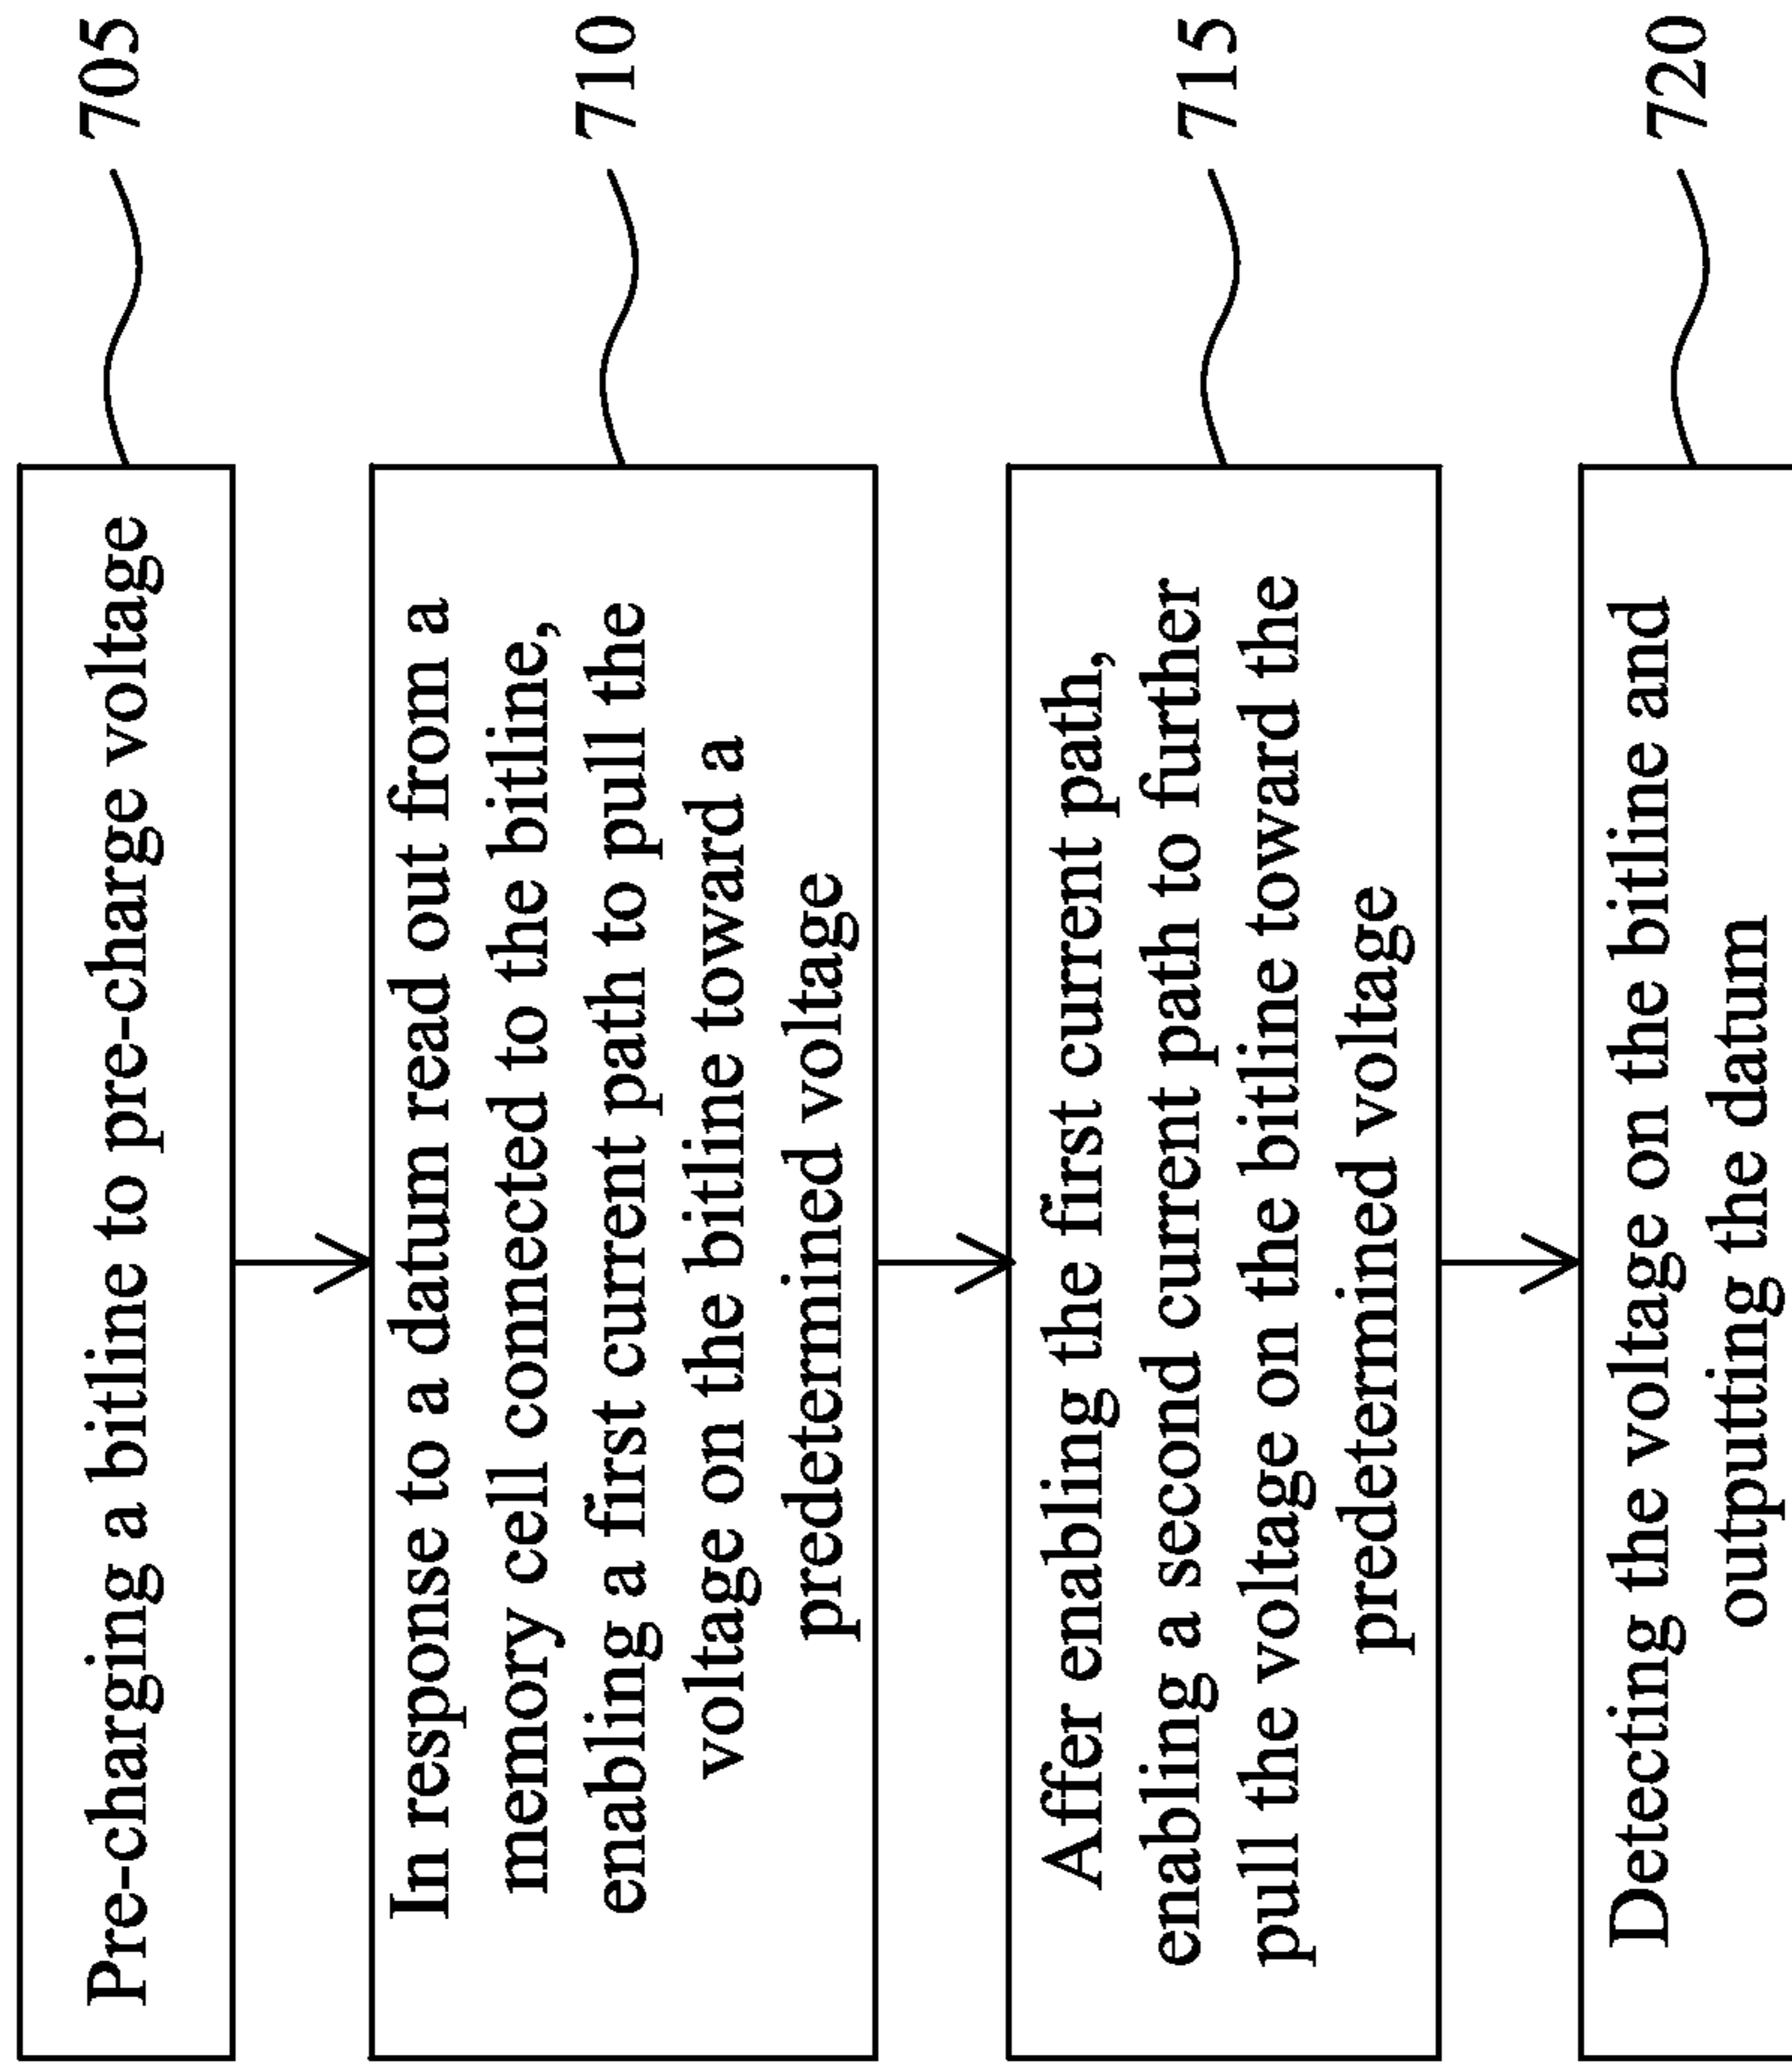 Pre-charging a bitline to pre-charge voltage
705
In response to a datum read out from a
memory cell connected to the bitline,
enabling a first current path to pull the
voltage on the bitline toward a
predetermined voltage
710
Affer enabling the first current path,
enabling a second current path to further
pull the voltage on the bitline toward the
predetermined voltage
715
Detecting the voltage on the bitline and
outputting the datum
720